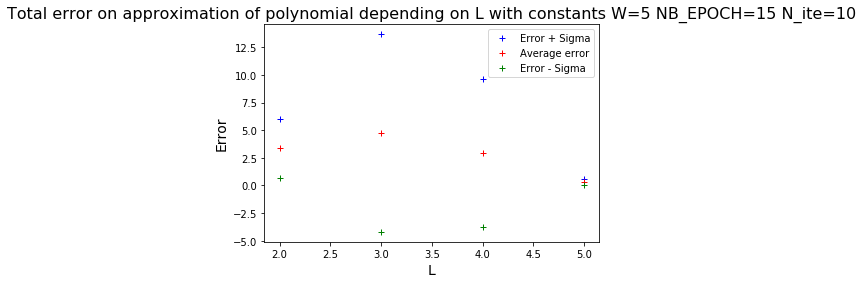 Total error on approximation of polynomial depending on L with constants W=5 NB_EPOCH=15 N_ite=10
Error + Sigma
Average error
Error - Sigma
12.5
10.0
7.5
5.0
2.5
0.0
−2.5
−5.0
Error
2.0 2.5 3.0 3.5 4.0 4.5 5.0
L